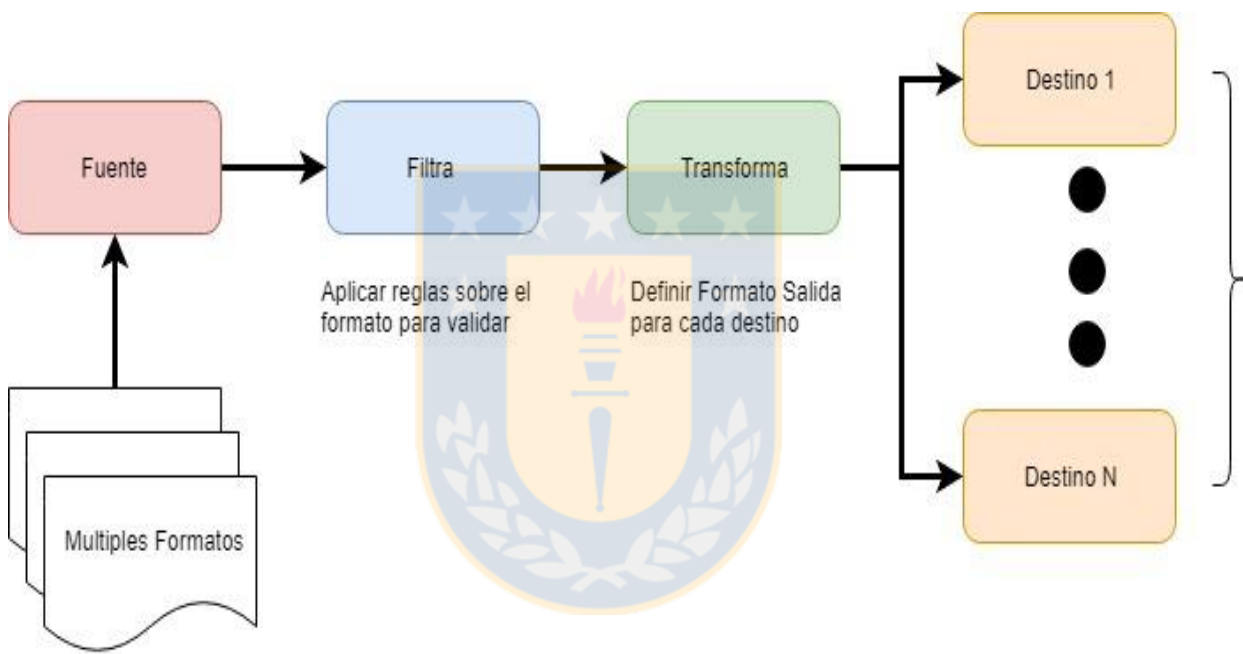 Destino 1
Fuente
Filtra
Transforma
Aplicar reglas sobre el
formato para validar
Definir Formato Salida
para cada destino
Destino N
Multiples Formatos